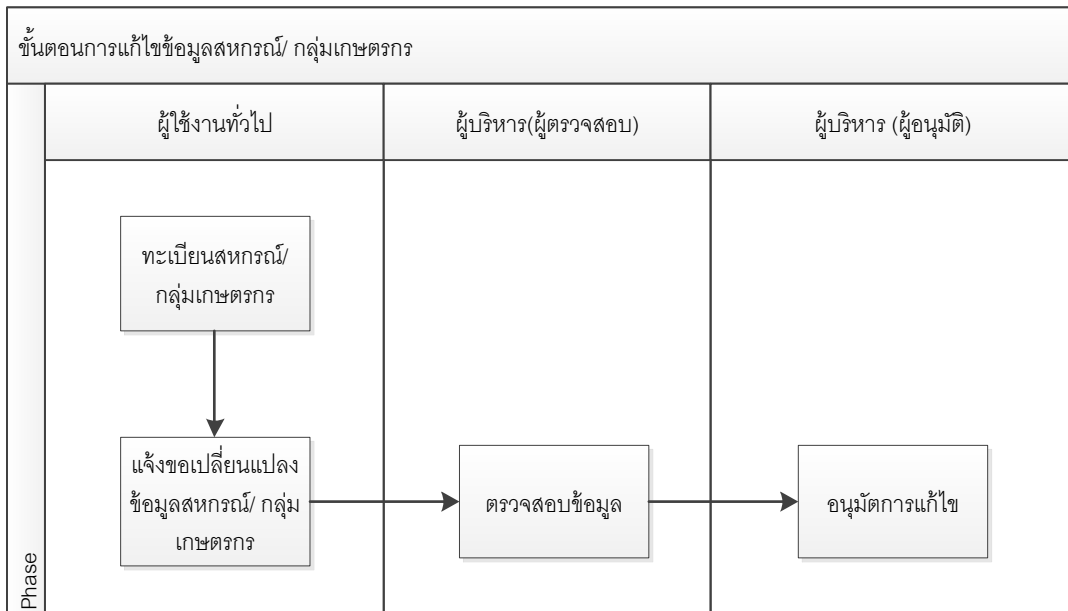 ขั้นตอนการแก้ไขข้อมูลสหกรณ์/ กลุ่มเกษตรกร
ผู้ใช้งานทั่วไป
ผู้บริหาร(ผู้ตรวจสอบ)
ผู้บริหาร (ผู้อนุมัติ)
ทะเบียนสหกรณ์/
กลุ่มเกษตรกร
แจ้งขอเปลี่ยนแปลง
ข้อมูลสหกรณ์/ กลุ่ม
เกษตรกร
ตรวจสอบข้อมูล
อนุมัตการแก้ไข
Phase